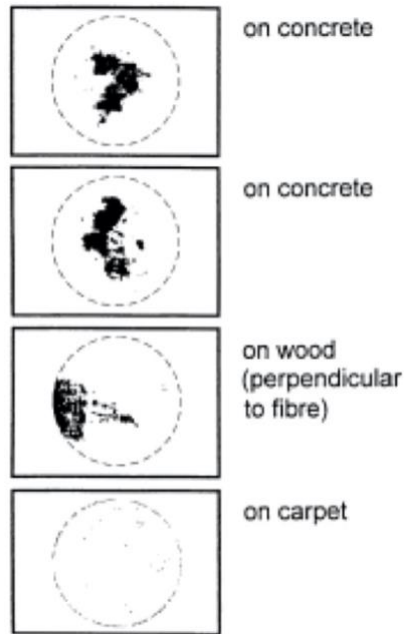 on concrete
on concrete
on wood
(perpendicular
to fibre)
on carpet